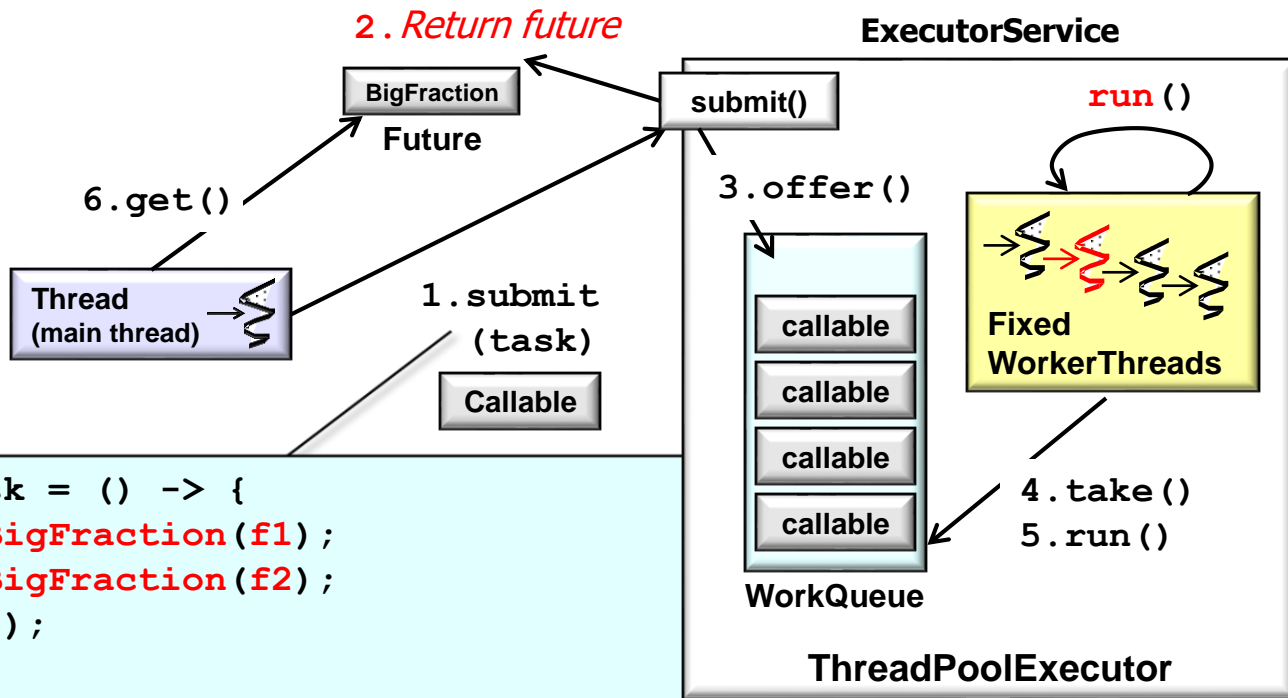 2. Return future
ExecutorService
BigFraction
Future
submit()
run()
6.get()
3.offer()
Thread
(main thread)
1.submit
(task)
Callable
callable
callable
callable
callable
WorkQueue
Fixed
WorkerThreads
4.take()
5.run()
ThreadPoolExecutor
k = () -> {
BigFraction(f1);
BigFraction(f2);
);